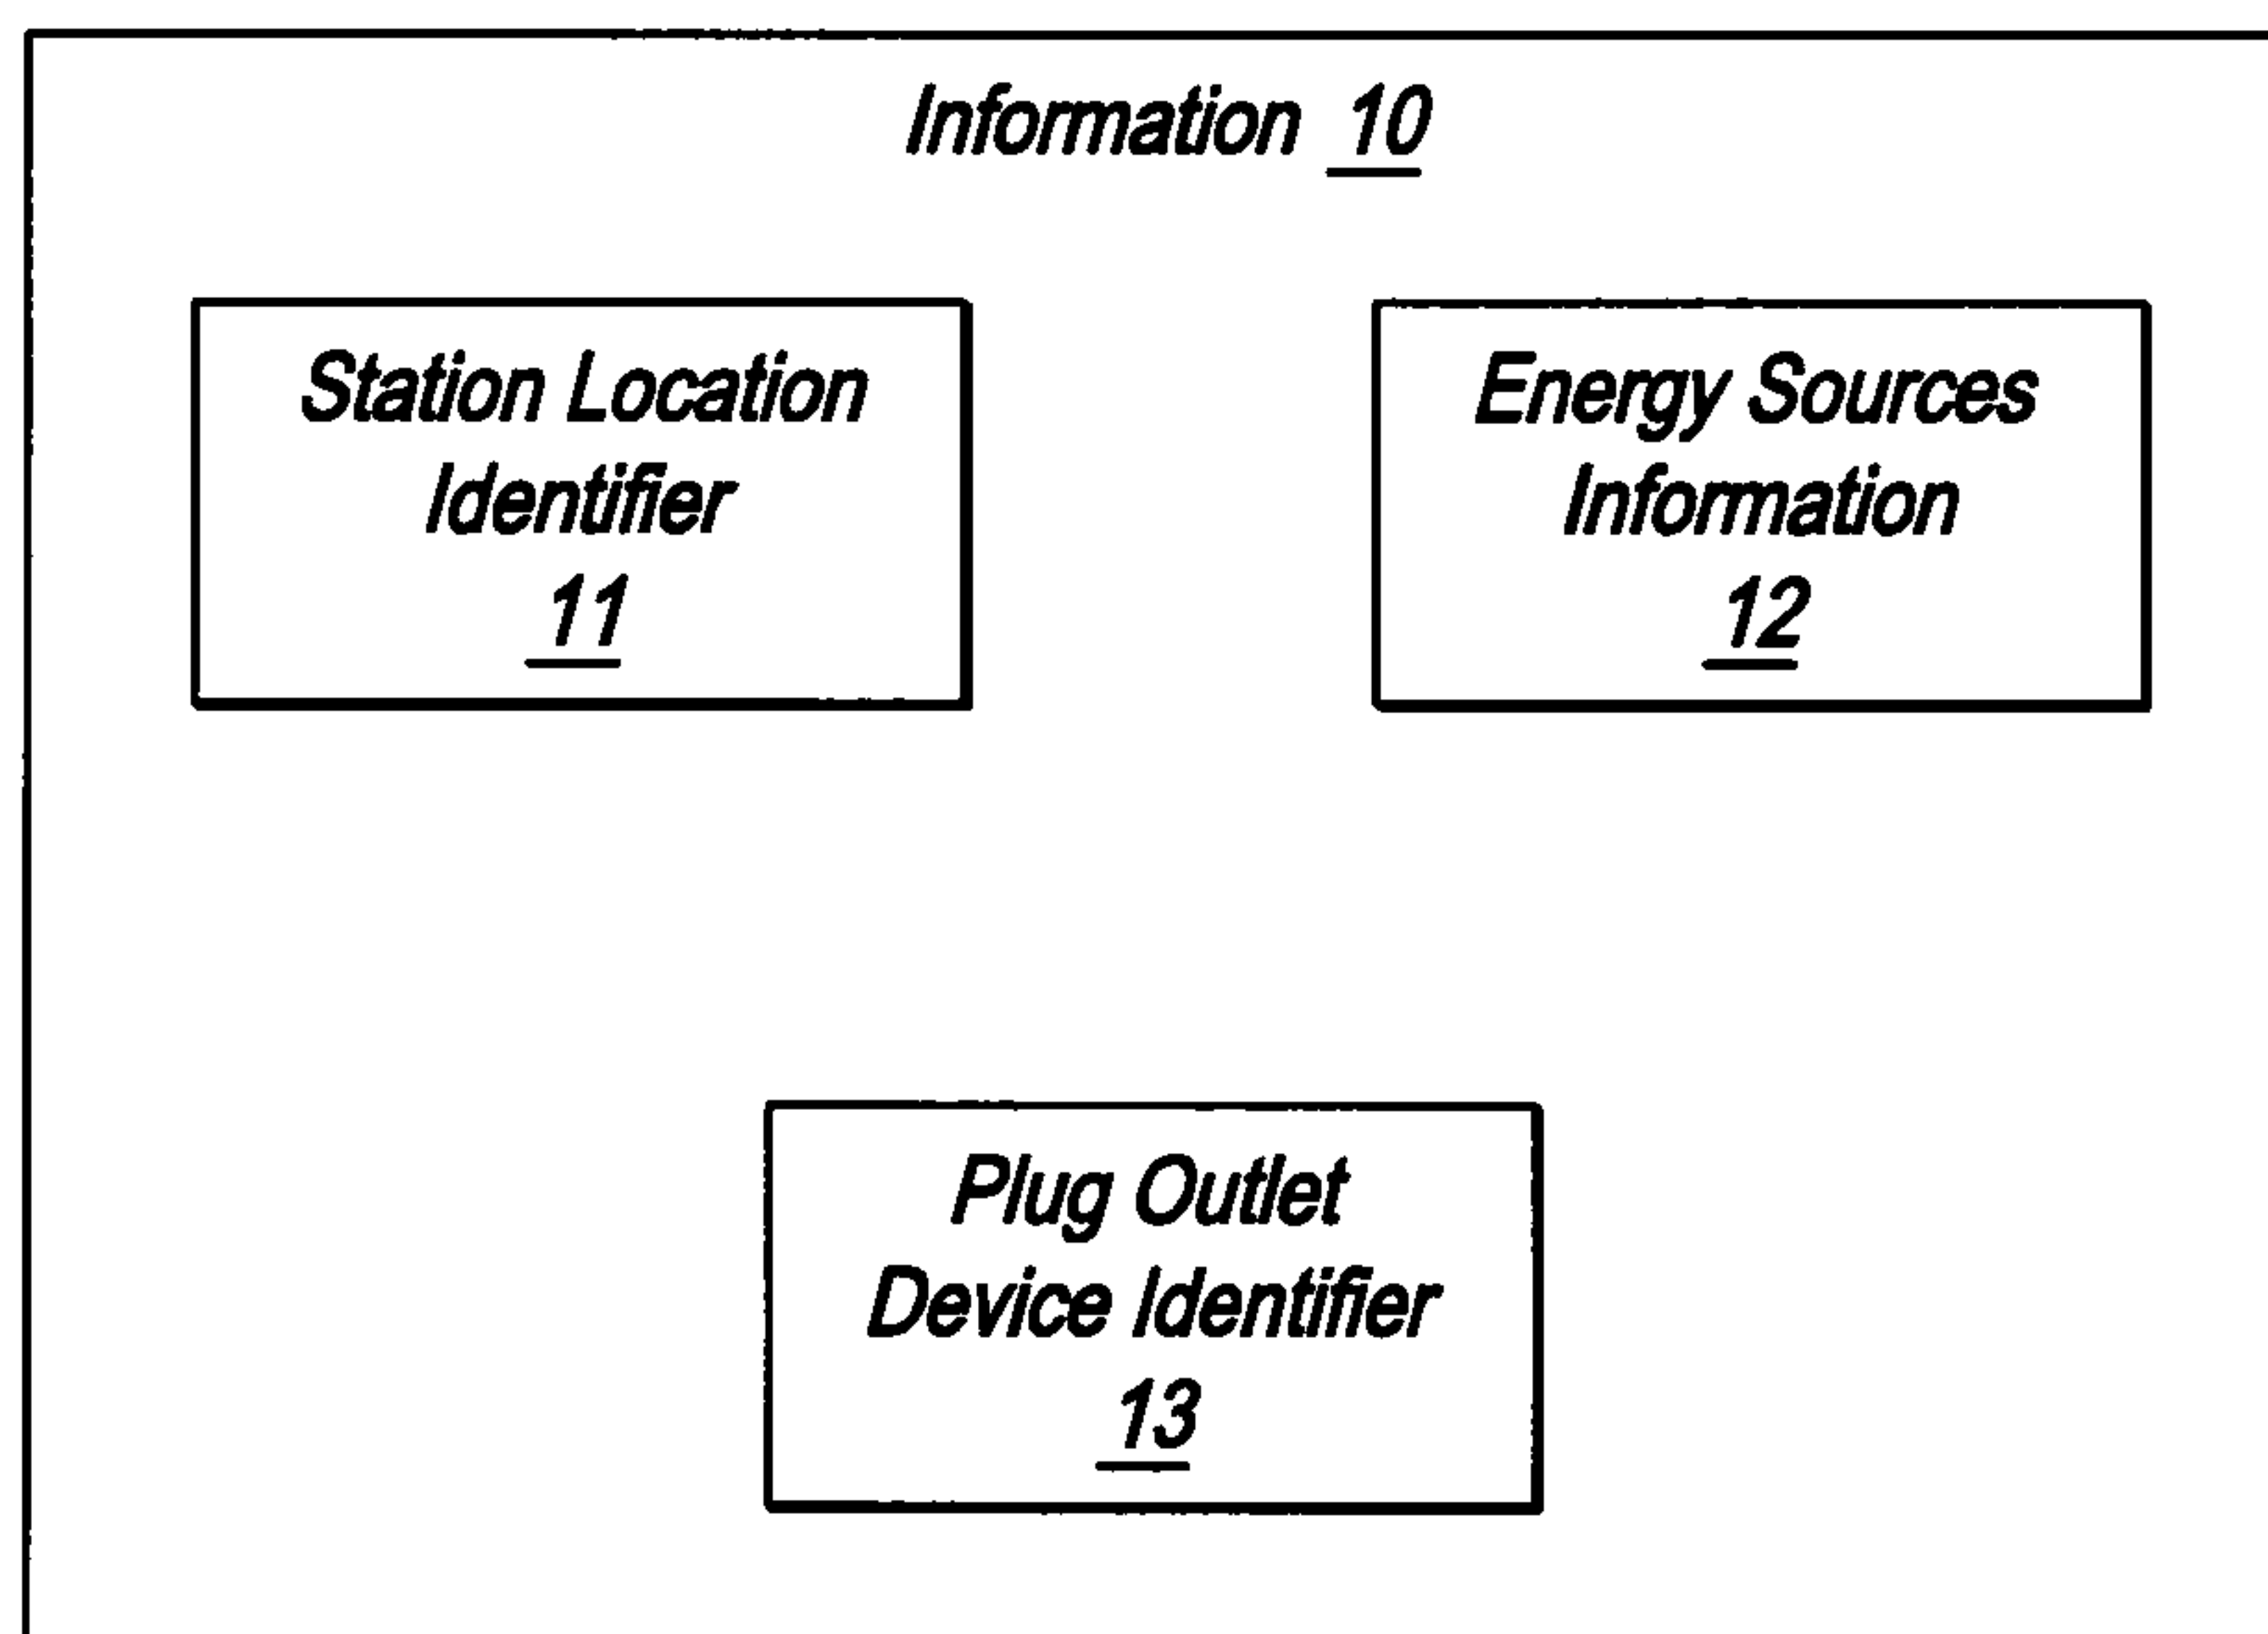 Information 10
Station Location
Identifier
11
Energy Sources
Information
12
Plug Outlet
Device Identifier
13